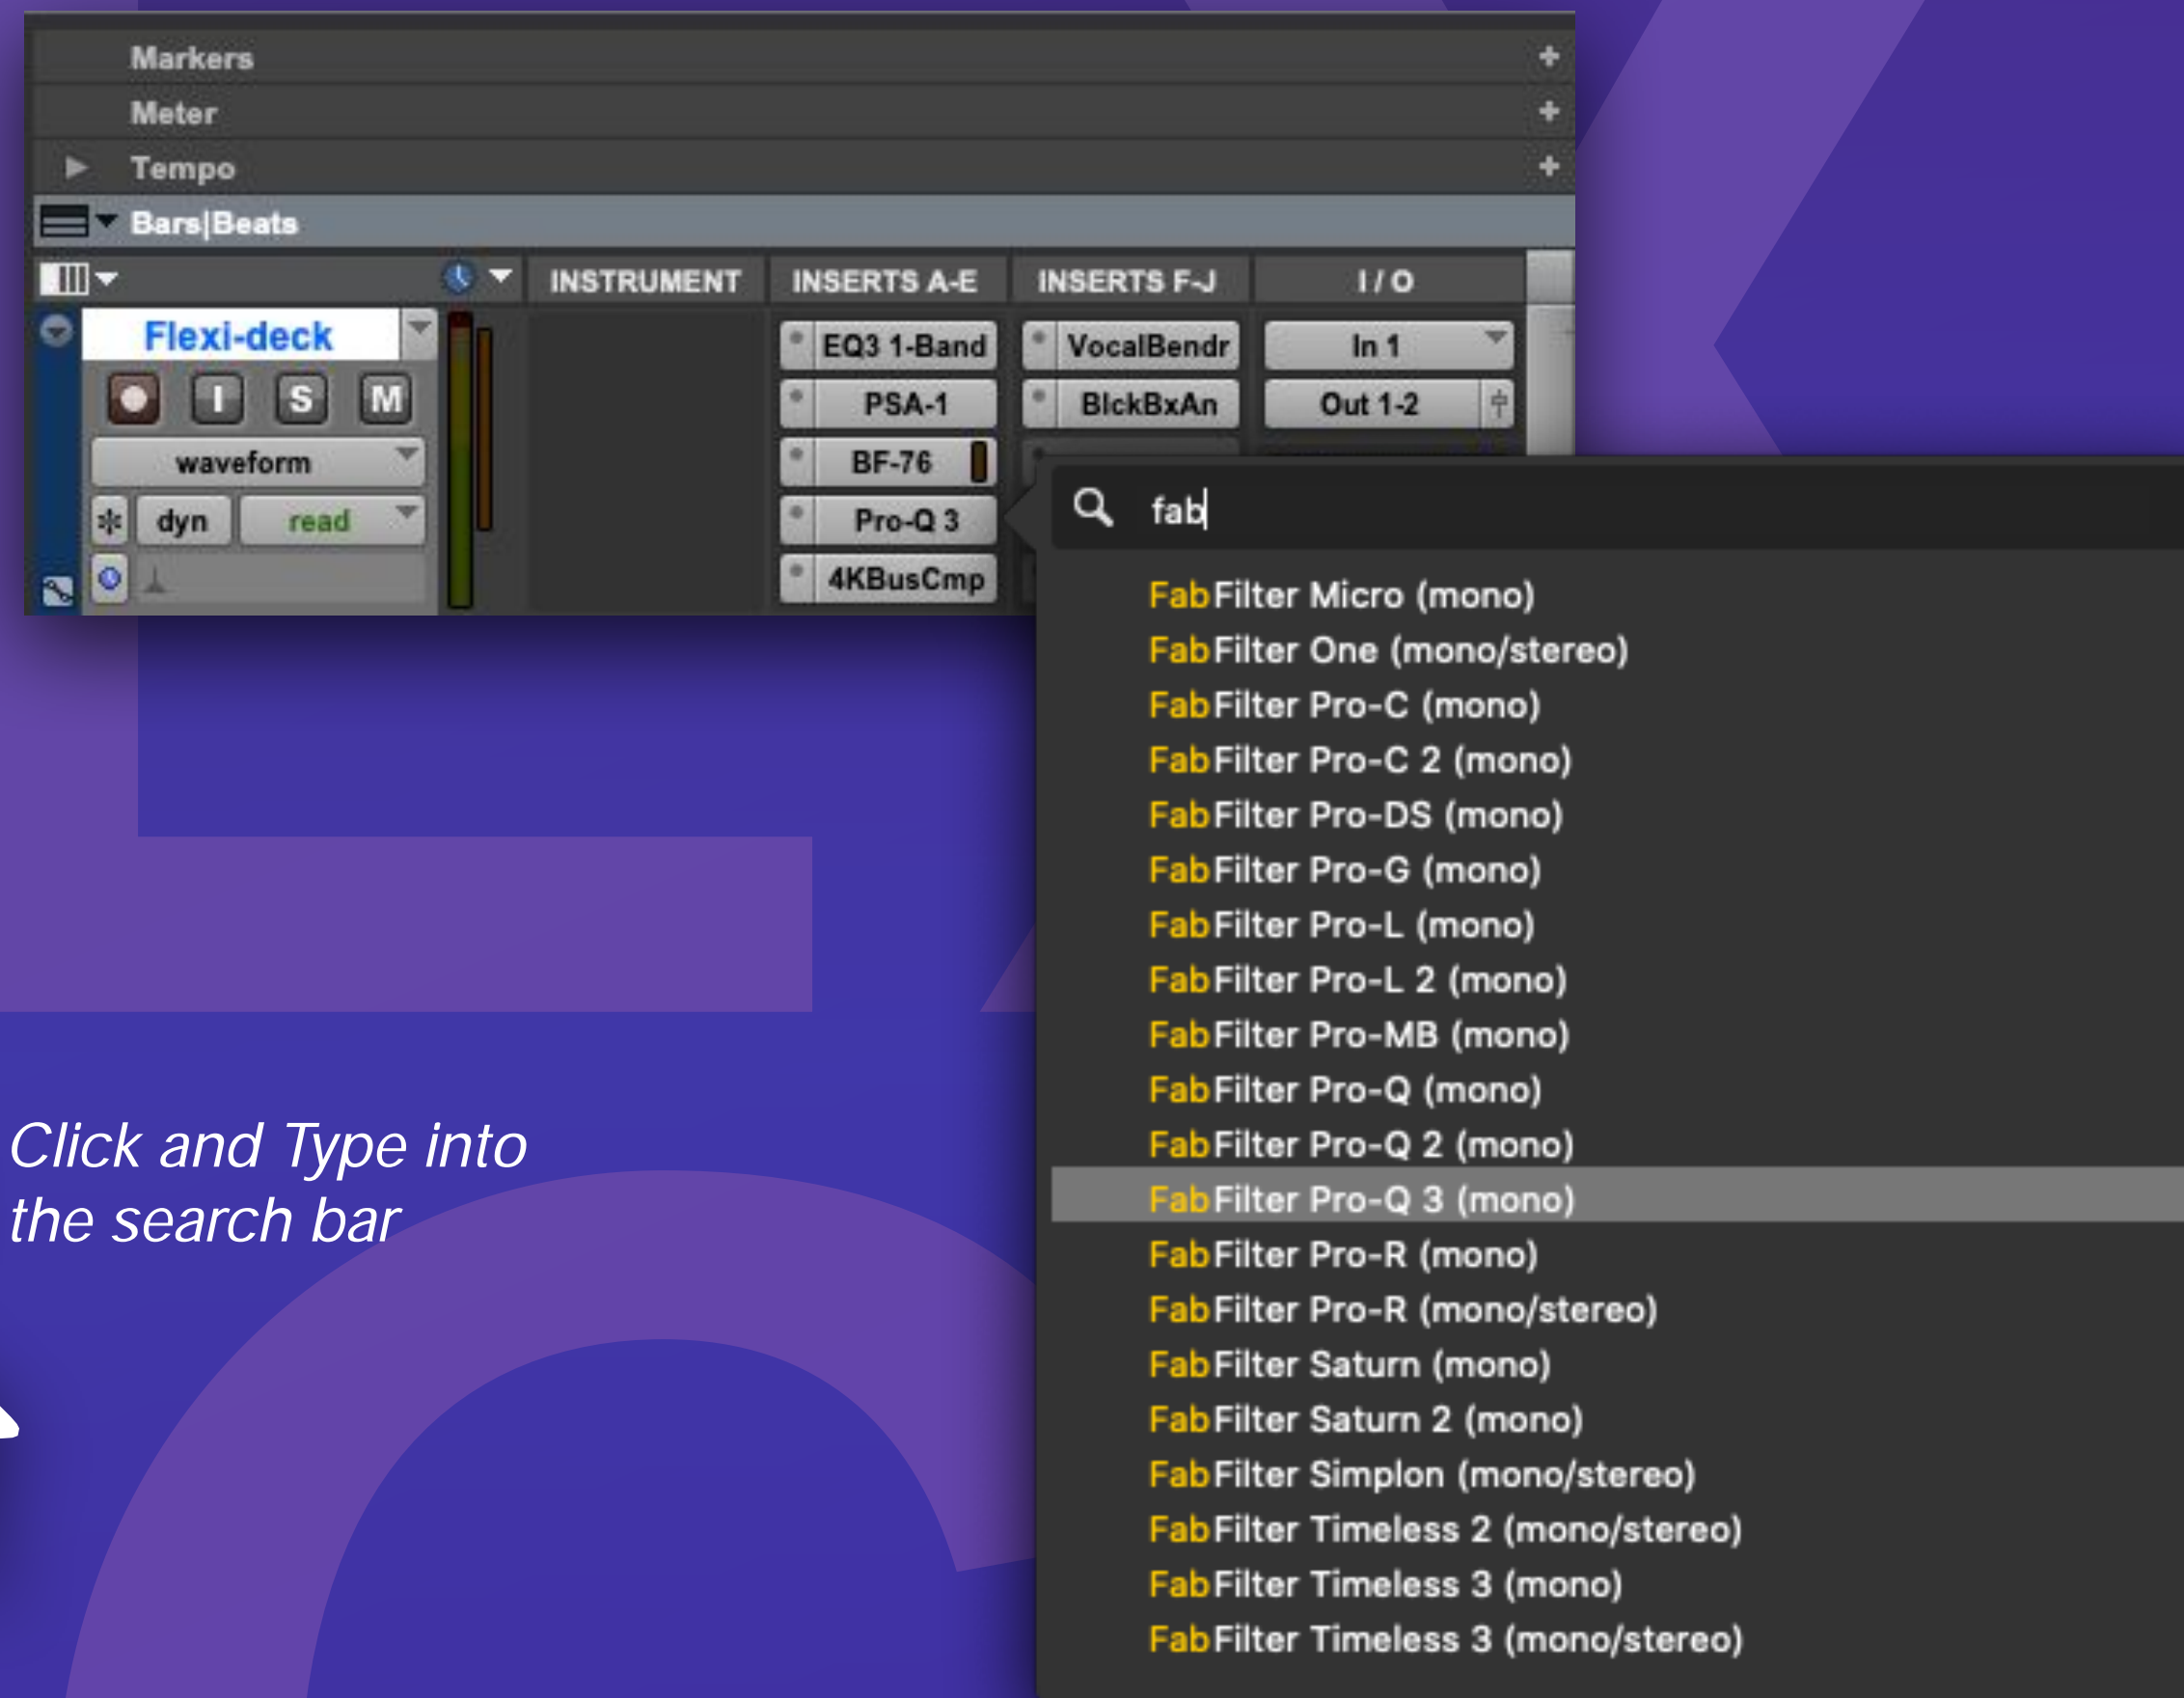 Markers
Meter
Tempo
Bars|Beats
INSTRUMENT INSERTS A-E INSERTS F-J I / O
Flexi-deck
EQ3 1-Band VocalBendr In 1
I S M
PSA-1 BlckBxAn Out 1-2
waveform
BF-76
dyn read
Pro-Q 3
4KBusCmp
fab
FabFilter Micro (mono)
FabFilter One (mono/stereo)
FabFilter Pro-C (mono)
FabFilter Pro-C 2 (mono)
FabFilter Pro-DS (mono)
FabFilter Pro-G (mono)
FabFilter Pro-L (mono)
FabFilter Pro-L 2 (mono)
FabFilter Pro-MB (mono)
FabFilter Pro-Q (mono)
FabFilter Pro-Q 2 (mono)
FabFilter Pro-Q 3 (mono)
FabFilter Pro-R (mono)
FabFilter Pro-R (mono/stereo)
FabFilter Saturn (mono)
FabFilter Saturn 2 (mono)
FabFilter Simplon (mono/stereo)
FabFilter Timeless 2 (mono/stereo)
FabFilter Timeless 3 (mono)
FabFilter Timeless 3 (mono/stereo)
Click and Type into
the search bar